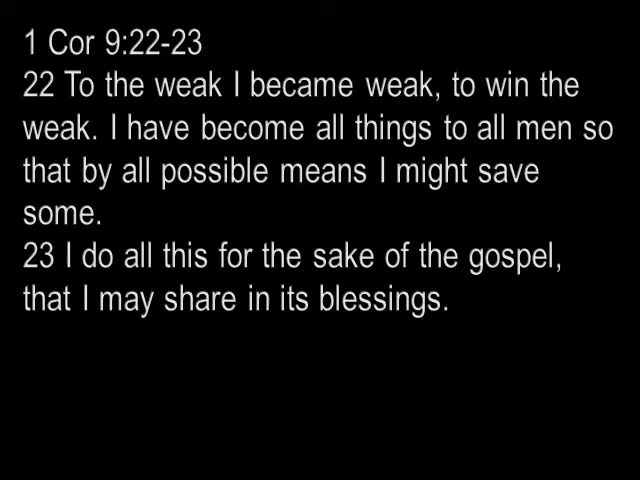 1 Cor 9:22-23
22 To the weak I became weak, to win the
weak. I have become all things to all men so
that by all possible means I might save
some.
23 I do all this for the sake of the gospel,
that I may share in its blessings.